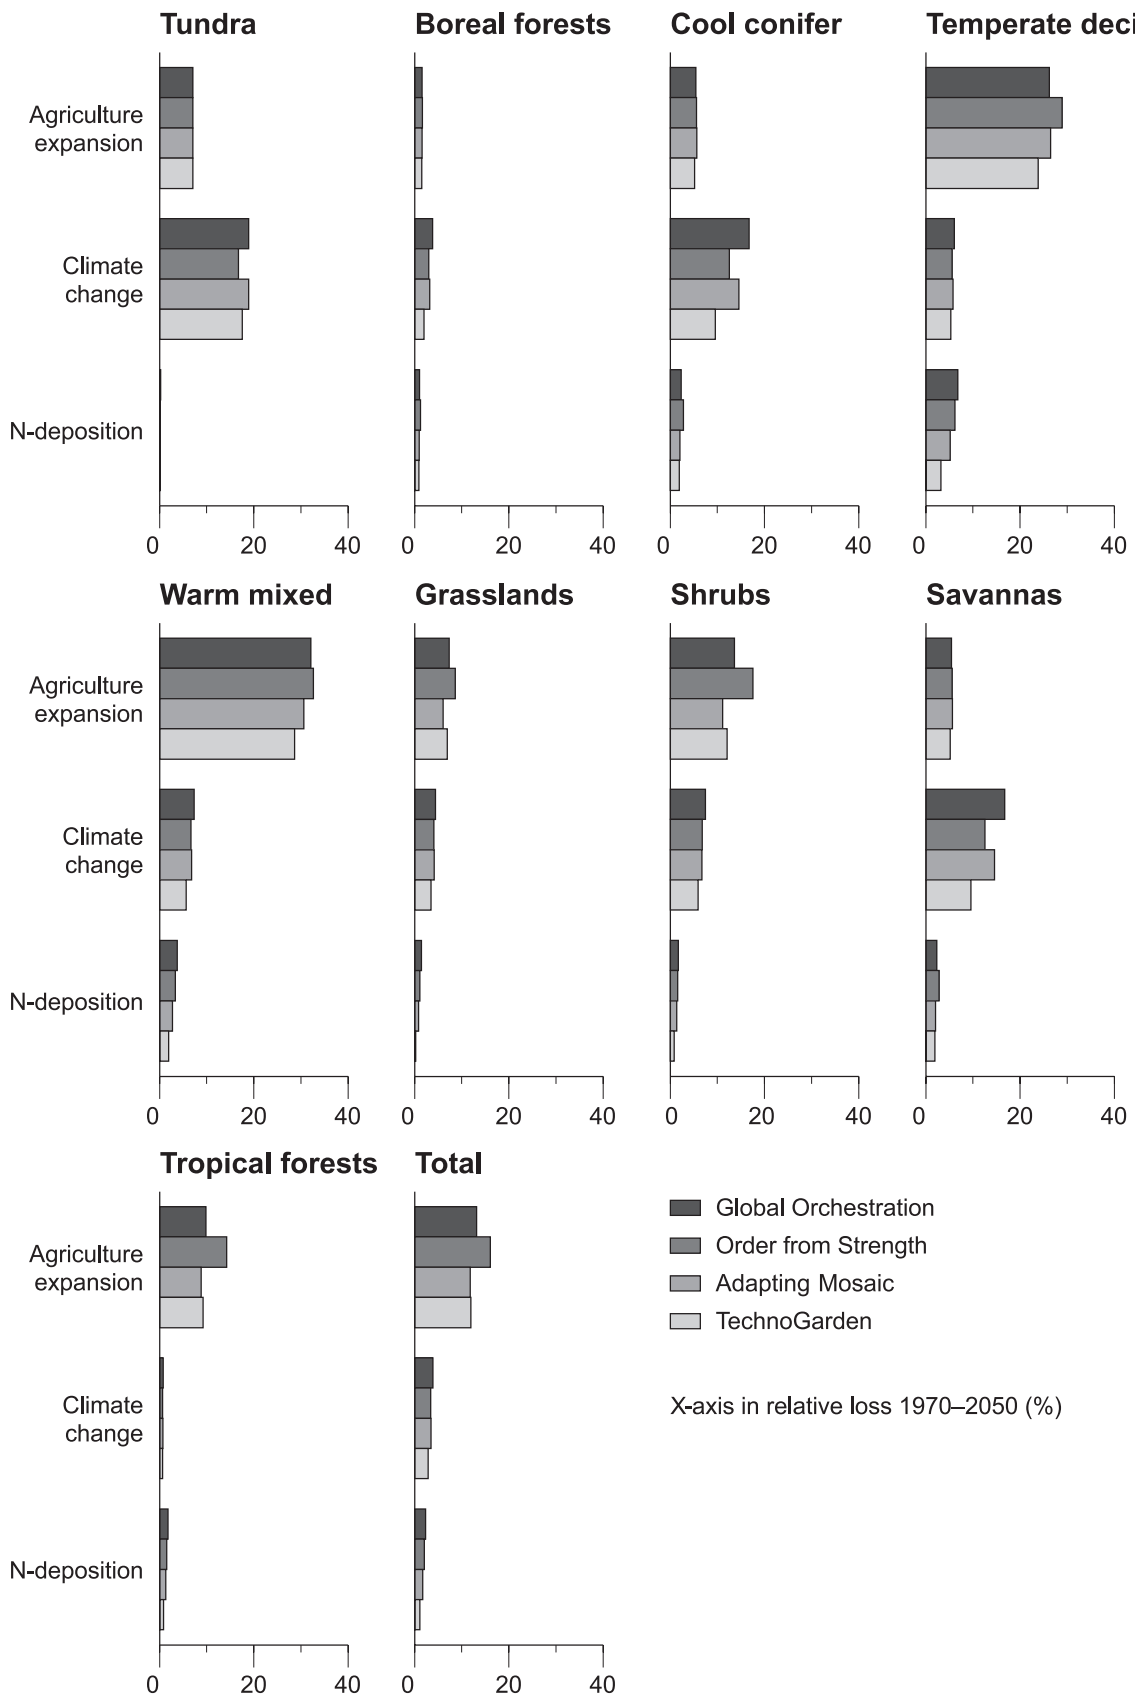 Tundra Boreal forests Cool conifer Temperate deci
Agriculture
expansion
Climate
change
N-deposition
0 20 40 0 20 40 0 20 40 0 20 40
Warm mixed Grasslands Shrubs Savannas
Agriculture
expansion
Climate
change
N-deposition
0 20 40 0 20 40 0 20 40 0 20 40
Tropical forests Total
Agriculture
expansion
Climate
change
N-deposition
0 20 40 0 20 40
Global Orchestration
Order from Strength
Adapting Mosaic
TechnoGarden
X-axis in relative loss 1970–2050 (%)